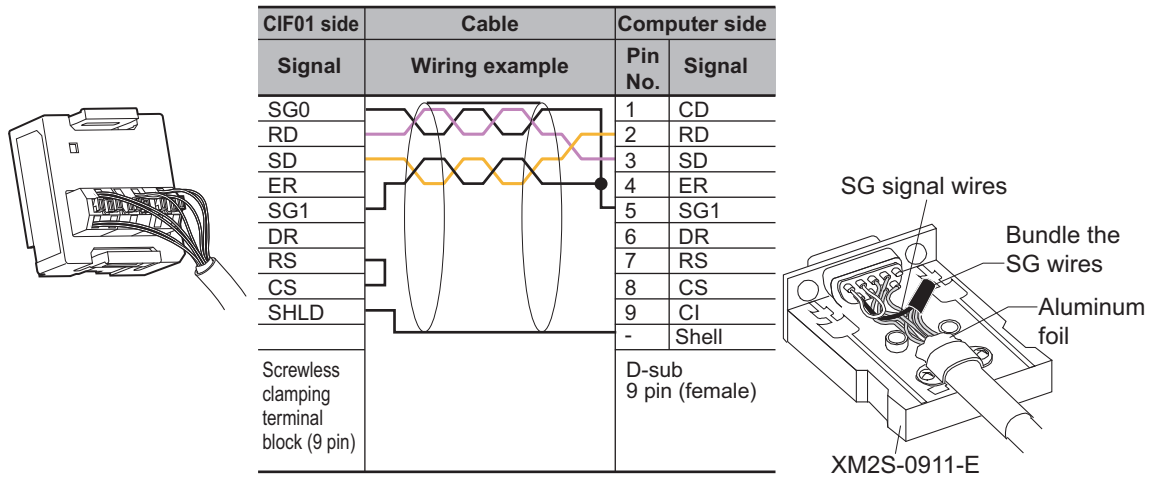 CIF01 side Cable Computer side
Signal Wiring example Pin No. Signal
SG0 1 CD
RD 2 RD
SD 3 SD
ER 4 ER
SG1 5 SG1
DR 6 DR
RS 7 RS
CS 8 CS
SHLD 9 CI
- Shell
Screwless
clamping
terminal
block (9 pin)
D-sub
9 pin (female)
SG signal wires
Bundle the
SG wires
Aluminum
foil
XM2S-0911-E